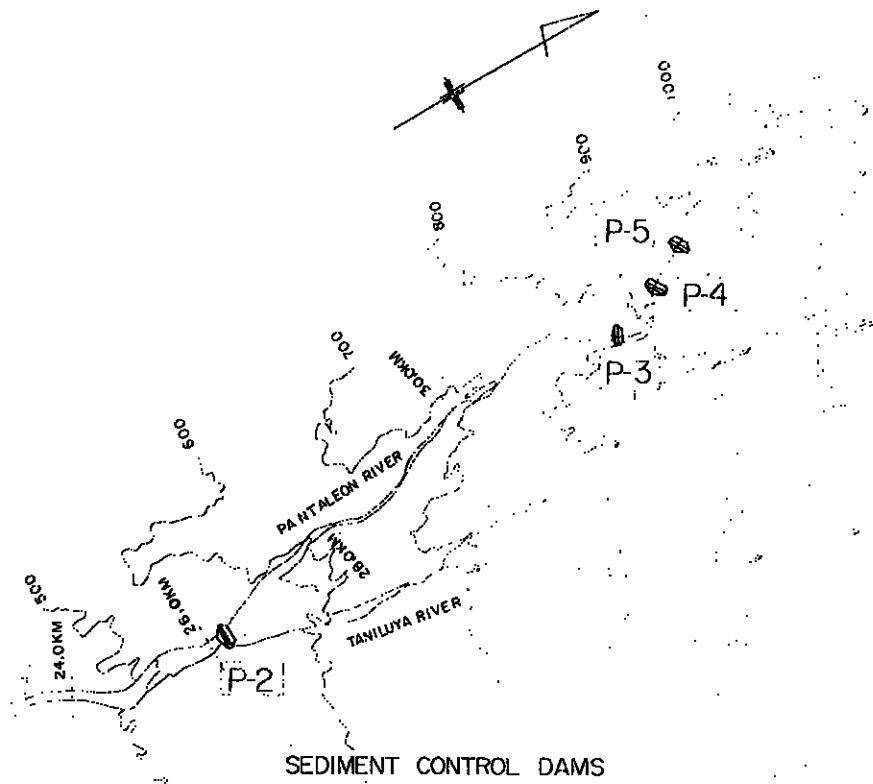 1000
900
800
P-5
P-4
P-3
700
30.0KM
600
PANTALEON RIVER
28.0KM
500
26.0KM
24.0KM
TANILUYA RIVER
P-2
SEDIMENT CONTROL DAMS